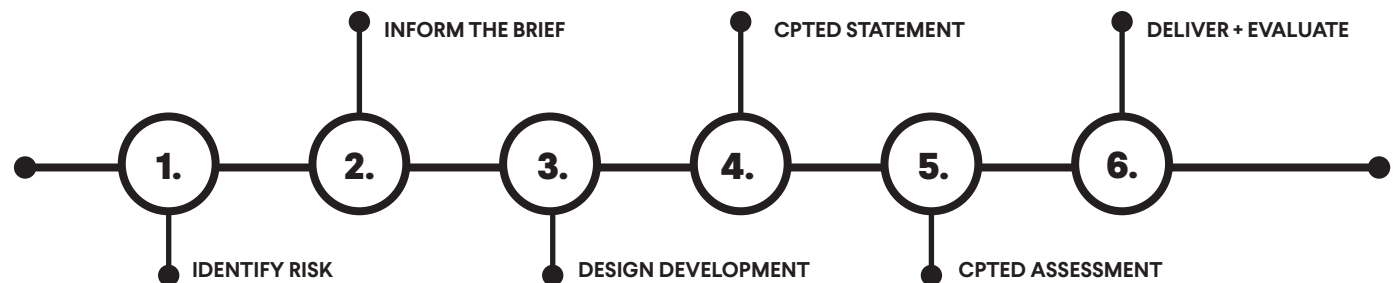 INFORM THE BRIEF
CPTED STATEMENT
DELIVER + EVALUATE
1.
2.
3.
4.
5.
6.
IDENTIFY RISK
DESIGN DEVELOPMENT
CPTED ASSESSMENT